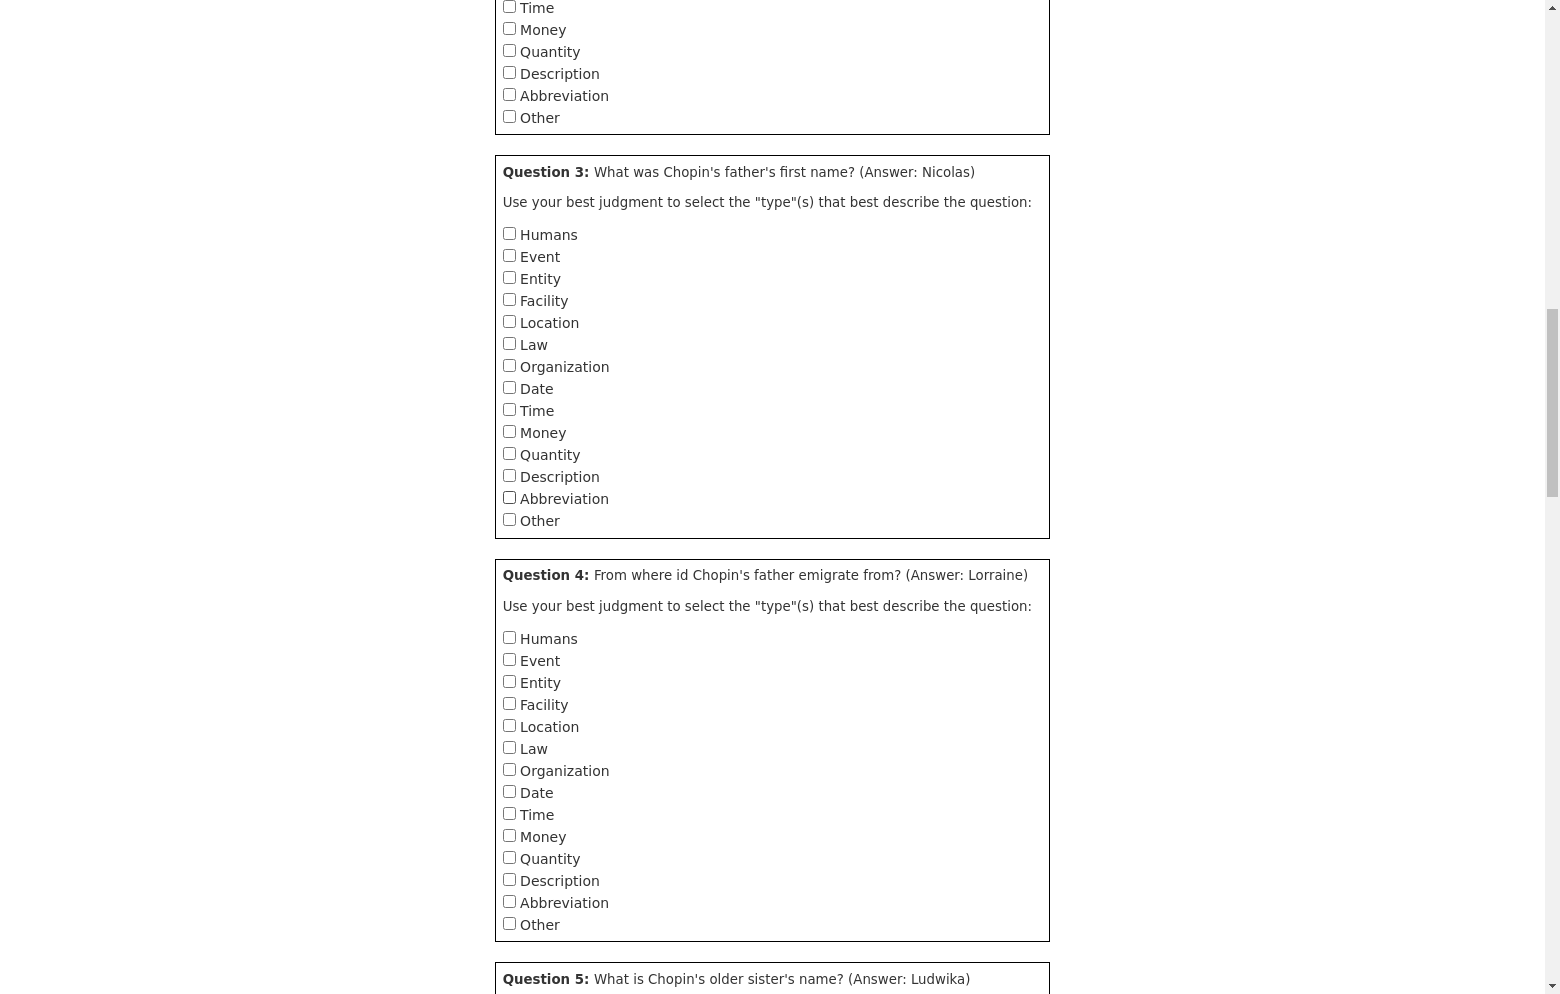 Time
Money
Quantity
Description
Abbreviation
Other
Question 3: What was Chopin's father's first name? (Answer: Nicolas)
Use your best judgment to select the "type"(s) that best describe the question:
Humans
Event
Entity
Facility
Location
Law
Organization
Date
Time
Money
Quantity
Description
Abbreviation
Other
Question 4: From where id Chopin's father emigrate from? (Answer: Lorraine)
Use your best judgment to select the "type"(s) that best describe the question:
Humans
Event
Entity
Facility
Location
Law
Organization
Date
Time
Money
Quantity
Description
Abbreviation
Other
Question 5: What is Chopin's older sister's name? (Answer: Ludwika)